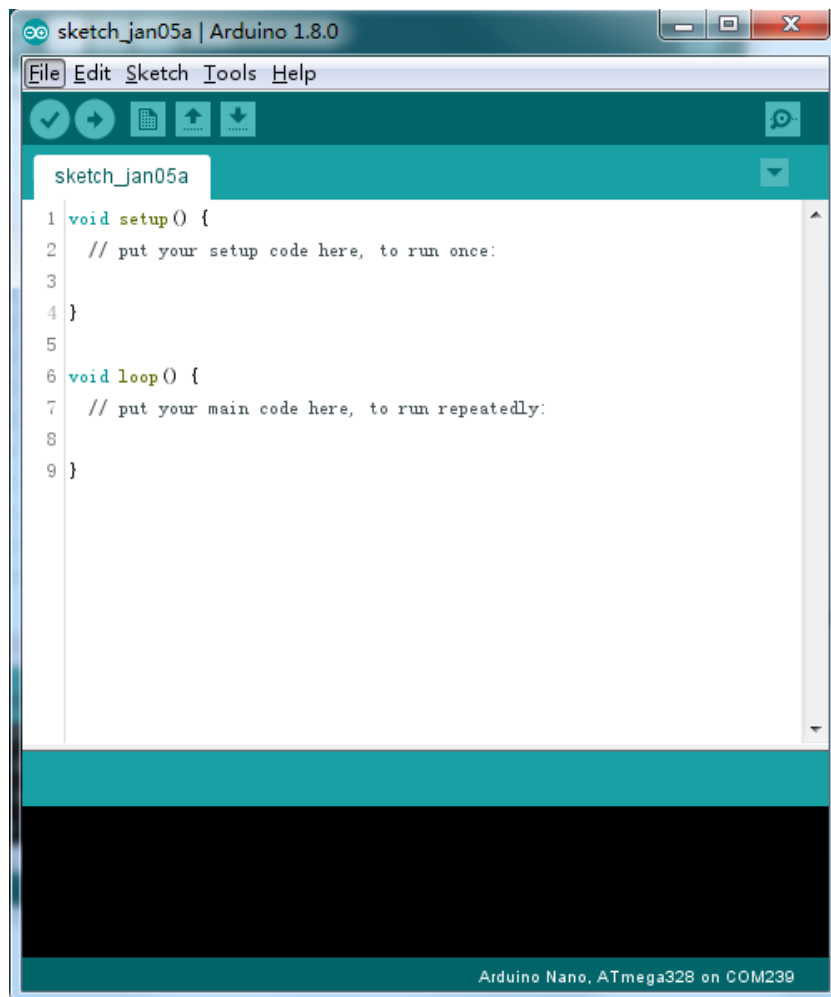 sketch_jan05a | Arduino 1.8.0
File Edit Sketch Tools Help
sketch_jan05a
1 void setup() {
2 // put your setup code here, to run once:
3
4 }
5
6 void loop() {
7 // put your main code here, to run repeatedly:
8
9 }
Arduino Nano, ATmega328 on COM239